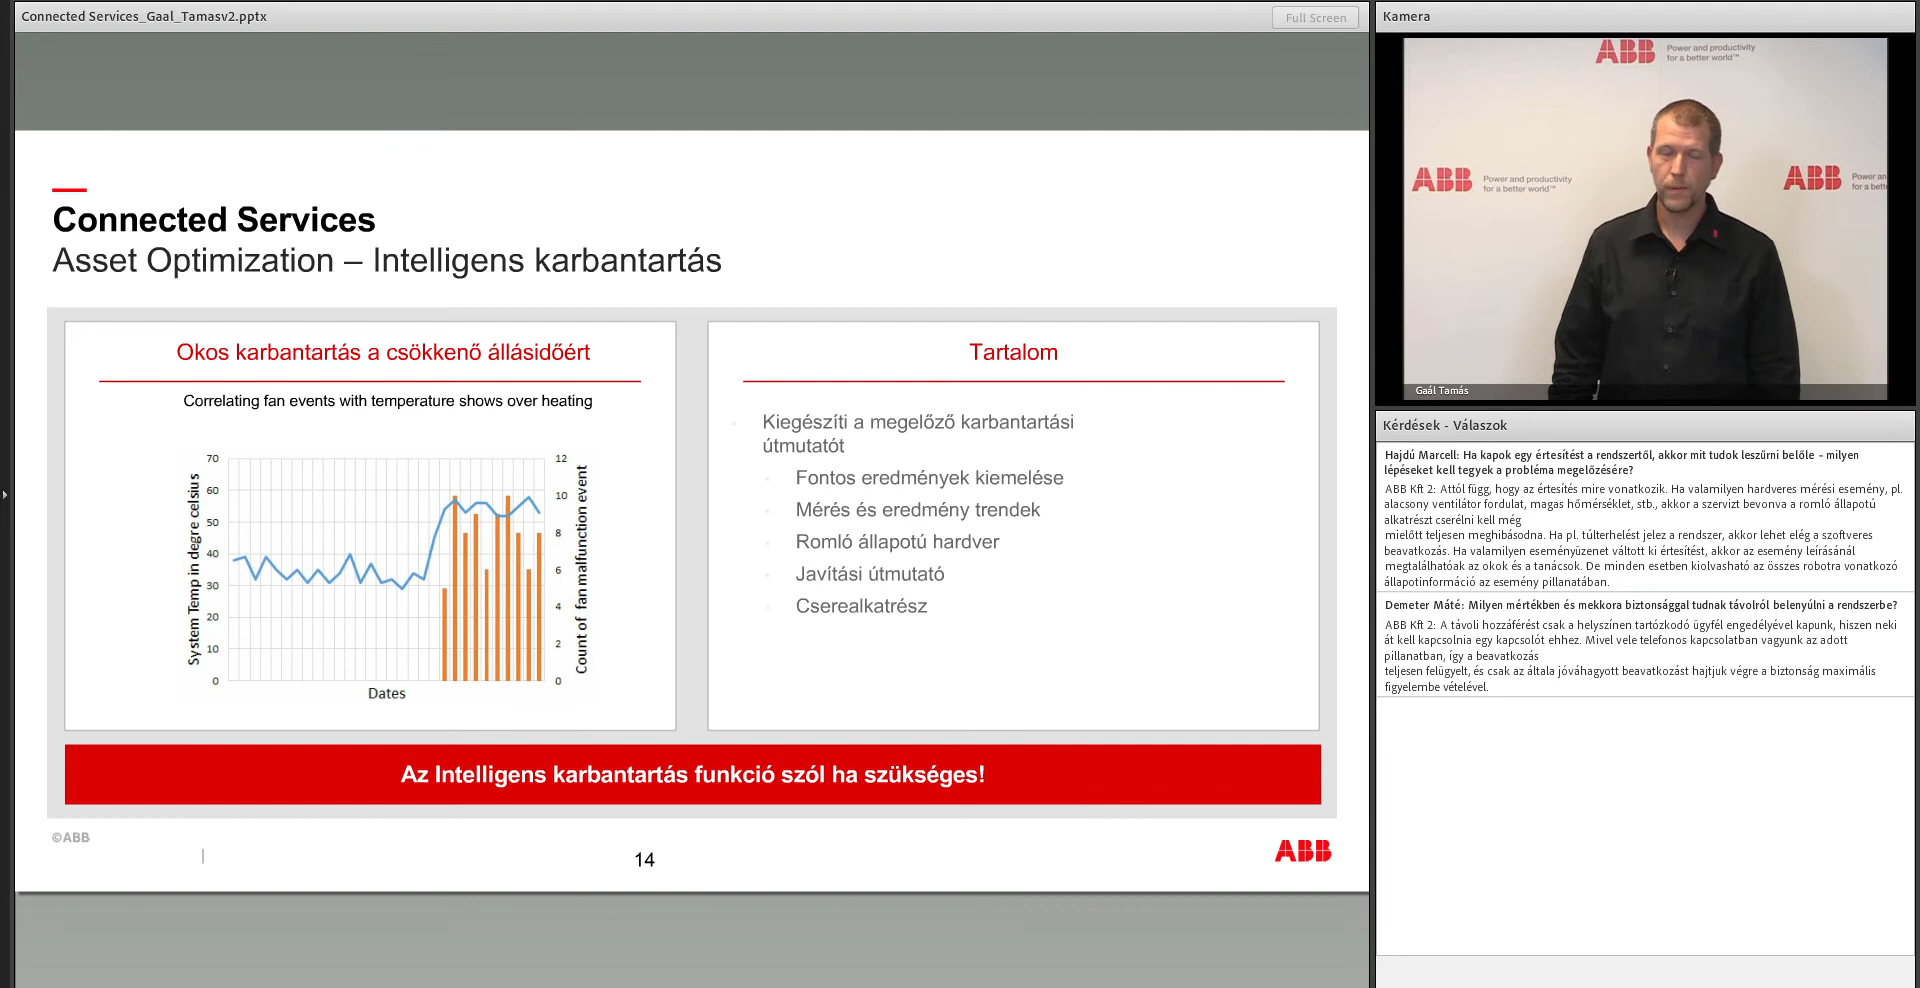 Connected Services_Gaal_Tamasv2.pptx
Full Screen
Connected Services
Asset Optimization – Intelligens karbantartás
Okos karbantartás a csökkenő állásidőért
Correlating fan events with temperature shows over heating
System Temp in degre celsius
70
60
50
40
30
20
10
0
12
10
8
6
4
2
0
Count of fan malfunction event
Dates
Tartalom
Kiegészíti a megelőző karbantartási
útmutatót
Fontos eredmények kiemelése
Mérés és eredmény trendek
Romló állapotú hardver
Javítási útmutató
Cserealkatrész
Az Intelligens karbantartás funkció szól ha szükséges!
©ABB
14
ABB
Kamera
ABB Power and productivity
for a better world™
ABB Power and productivity
for a better world™
ABB Power an
for a bett
Gaál Tamás
Kérdések - Válaszok
Hajdú Marcell: Ha kapok egy értesítést a rendszertől, akkor mit tudok leszűrni belőle – milyen
lépéseket kell tegyek a probléma megelőzésére?
ABB Kft 2: Attól függ, hogy az értesítés mire vonatkozik. Ha valamilyen hardveres mérési esemény, pl.
alacsony ventilátor fordulat, magas hőmérséklet, stb., akkor a szervizt bevonva a romló állapotú
alkatrészt cserélni kell még
mielőtt teljesen meghibásodna. Ha pl. túlterhelést jelez a rendszer, akkor lehet elég a szoftveres
beavatkozás. Ha valamilyen eseményüzenet váltott ki értesítést, akkor az esemény leírásánál
megtalálhatóak az okok és a tanácsok. De minden esetben kiolvasható az összes robotra vonatkozó
állapotinformáció az esemény pillanatában.
Demeter Máté: Milyen mértékben és mekkora biztonsággal tudnak távolról belenyúlni a rendszerbe?
ABB Kft 2: A távoli hozzáférést csak a helyszínen tartózkodó ügyfél engedélyével kapunk, hiszen neki
át kell kapcsolnia egy kapcsolót ehhez. Mivel vele telefonos kapcsolatban vagyunk az adott
pillanatban, így a beavatkozás
teljesen felügyelt, és csak az általa jóváhagyott beavatkozást hajtjuk végre a biztonság maximális
figyelembe vételével.